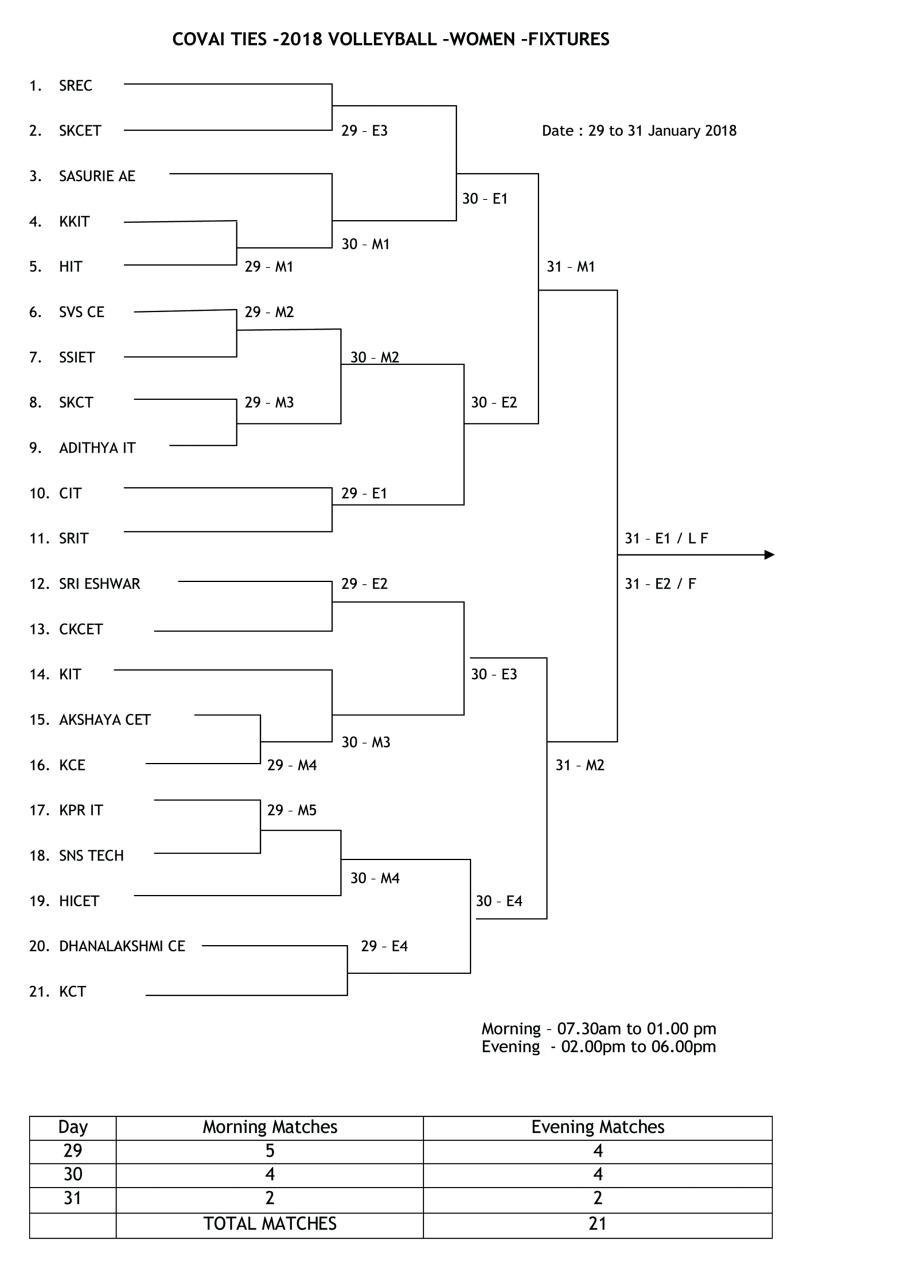 COVAI TIES -2018 VOLLEYBALL –WOMEN –FIXTURES
1. SREC
2. SKCET 29 – E3 Date : 29 to 31 January 2018
3. SASURIE AE
30 – E1
4. KKIT
30 – M1
5. HIT 29 – M1 31 – M1
6. SVS CE 29 – M2
7. SSIET 30 – M2
8. SKCT 29 – M3 30 – E2
9. ADITHYA IT
10. CIT 29 – E1
11. SRIT 31 – E1 / L F
12. SRI ESHWAR 29 – E2 31 – E2 / F
13. CKCET
14. KIT 30 – E3
15. AKSHAYA CET
30 – M3
16. KCE 29 – M4 31 – M2
17. KPR IT 29 – M5
18. SNS TECH
30 – M4
19. HICET 30 – E4
20. DHANALAKSHMI CE 29 – E4
21. KCT
Morning – 07.30am to 01.00 pm
Evening - 02.00pm to 06.00pm
Day Morning Matches Evening Matches
29 5 4
30 4 4
31 2 2
TOTAL MATCHES 21